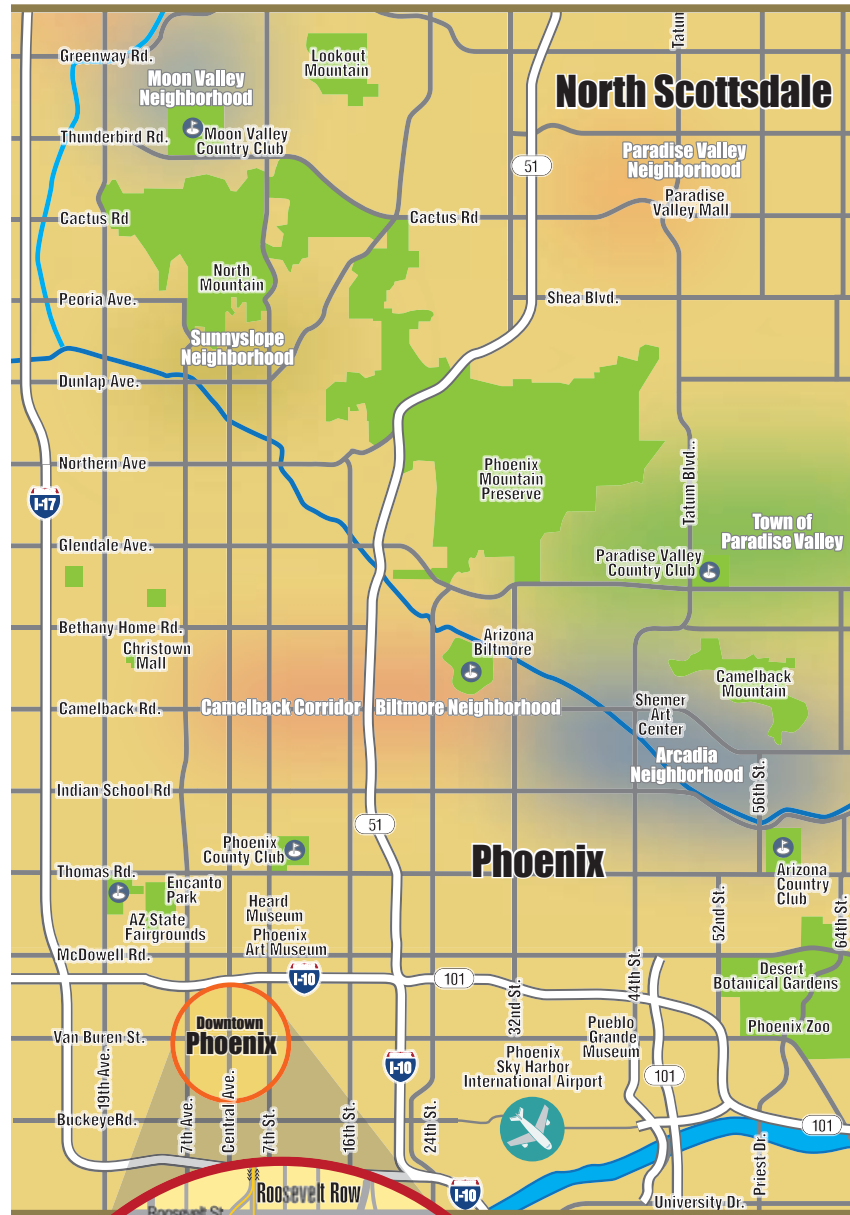 Tatum
Greenway Rd.
Lookout
Mountain
Moon Valley
Neighborhood
North Scottsdale
Thunderbird Rd.
Moon Valley
Country Club
51
Paradise Valley
Neighborhood
Paradise
Valley Mall
Cactus Rd
Cactus Rd
North
Mountain
Peoria Ave.
Shea Blvd.
Sunnyslope
Neighborhood
Dunlap Ave.
Northern Ave
Phoenix
Mountain
Preserve
Tatum Blvd..
I-17
Town of
Paradise Valley
Glendale Ave.
Paradise Valley
Country Club
Bethany Home Rd.
Christown
Mall
Arizona
Biltmore
Camelback
Mountain
Camelback Rd.
Camelback Corridor
Biltmore Neighborhood
Shemer
Art
Center
Arcadia
Neighborhood
56th St.
Indian School Rd
51
Phoenix
County Club
Phoenix
Thomas Rd.
Encanto
Park
Arizona
Country
Club
AZ State
Fairgrounds
Heard
Museum
52nd St.
64th St.
Phoenix
Art Museum
McDowell Rd.
I-10
101
32nd St.
44th St.
Desert
Botanical Gardens
Downtown
Phoenix
Van Buren St.
Pueblo
Grande
Museum
Phoenix Zoo
19th Ave.
I-10
Phoenix
Sky Harbor
International Airport
101
BuckeyeRd.
7th Ave.
Central Ave.
7th St.
16th St.
24th St.
101
Priest Dr.
Roosevelt Row
I-10
University Dr.
Roosevelt St